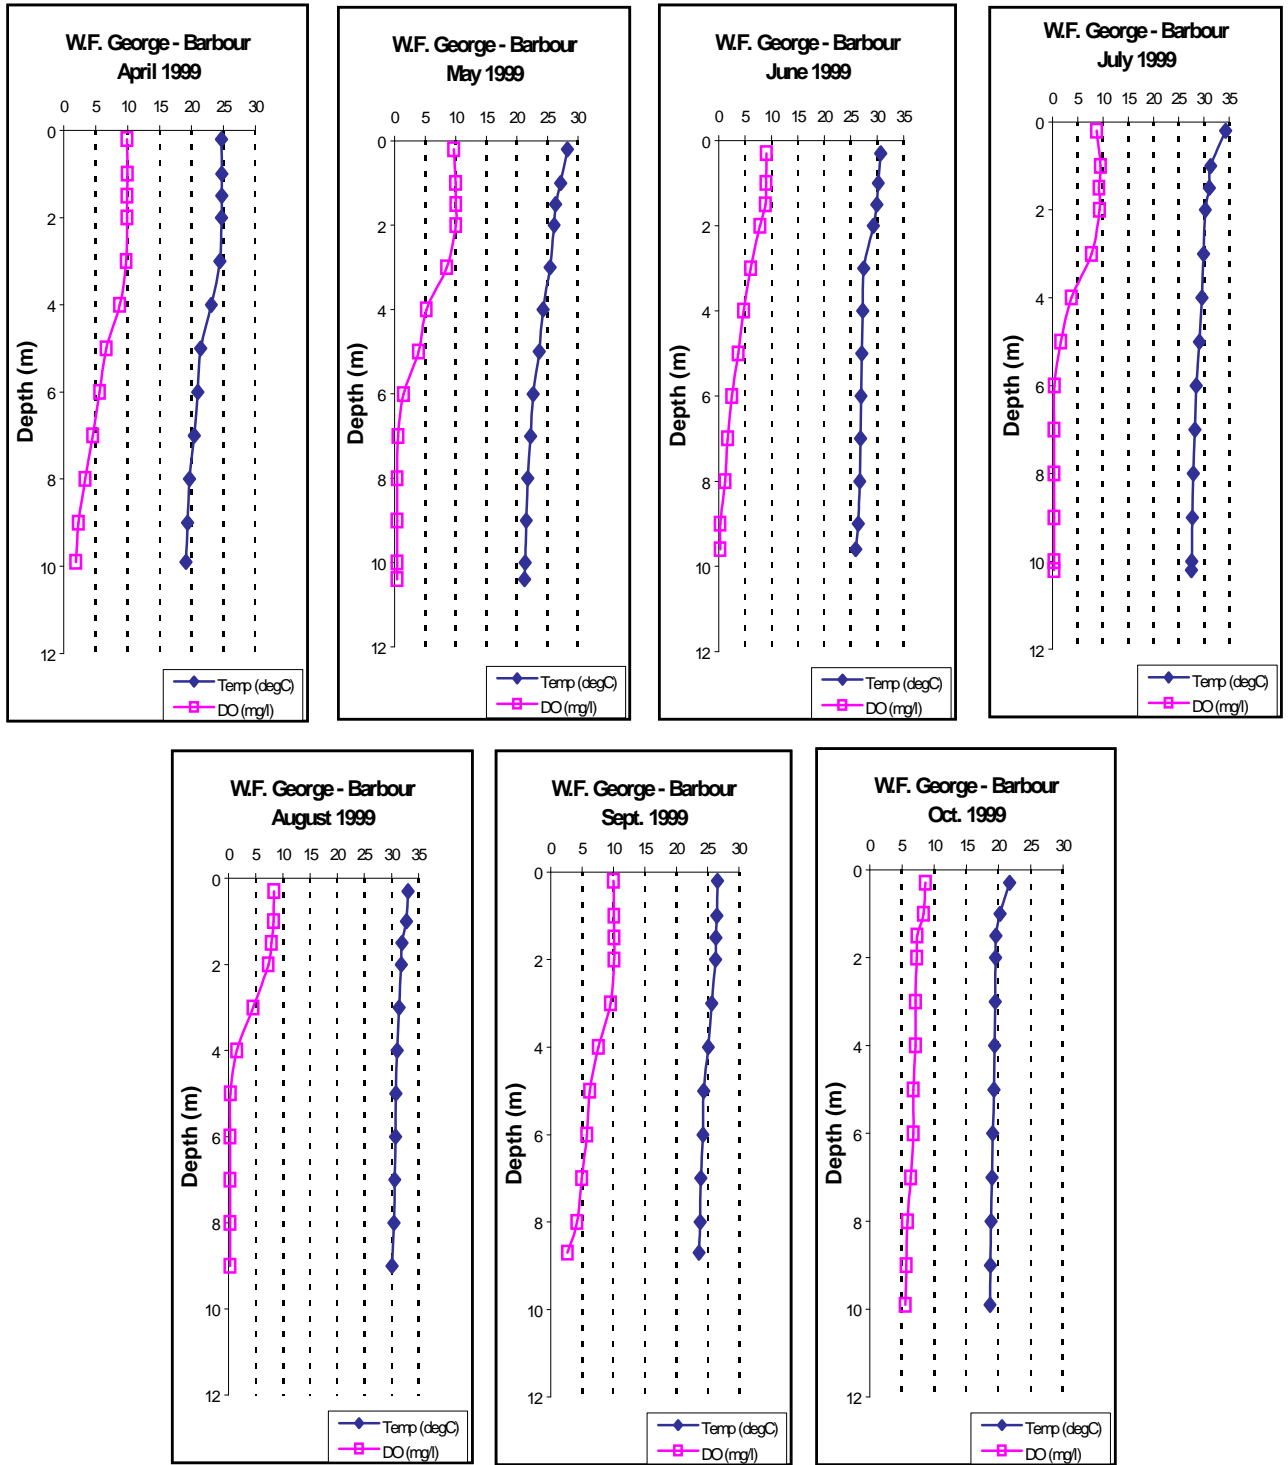 W.F. George - Barbour
April 1999
0 5 10 15 20 25 30
0
2
4
6
8
10
12
Depth (m)
Temp (degC)
DO (mg/l)
W.F. George - Barbour
May 1999
0 5 10 15 20 25 30
0
2
4
6
8
10
12
Depth (m)
Temp (degC)
DO (mg/l)
W.F. George - Barbour
June 1999
0 5 10 15 20 25 30 35
0
2
4
6
8
10
12
Depth (m)
Temp (degC)
DO (mg/l)
W.F. George - Barbour
July 1999
0 5 10 15 20 25 30 35
0
2
4
6
8
10
12
Depth (m)
Temp (degC)
DO (mg/l)
W.F. George - Barbour
August 1999
0 5 10 15 20 25 30 35
0
2
4
6
8
10
12
Depth (m)
Temp (degC)
DO (mg/l)
W.F. George - Barbour
Sept. 1999
0 5 10 15 20 25 30
0
2
4
6
8
10
12
Depth (m)
Temp (degC)
DO (mg/l)
W.F. George - Barbour
Oct. 1999
0 5 10 15 20 25 30
0
2
4
6
8
10
12
Depth (m)
Temp (degC)
DO (mg/l)